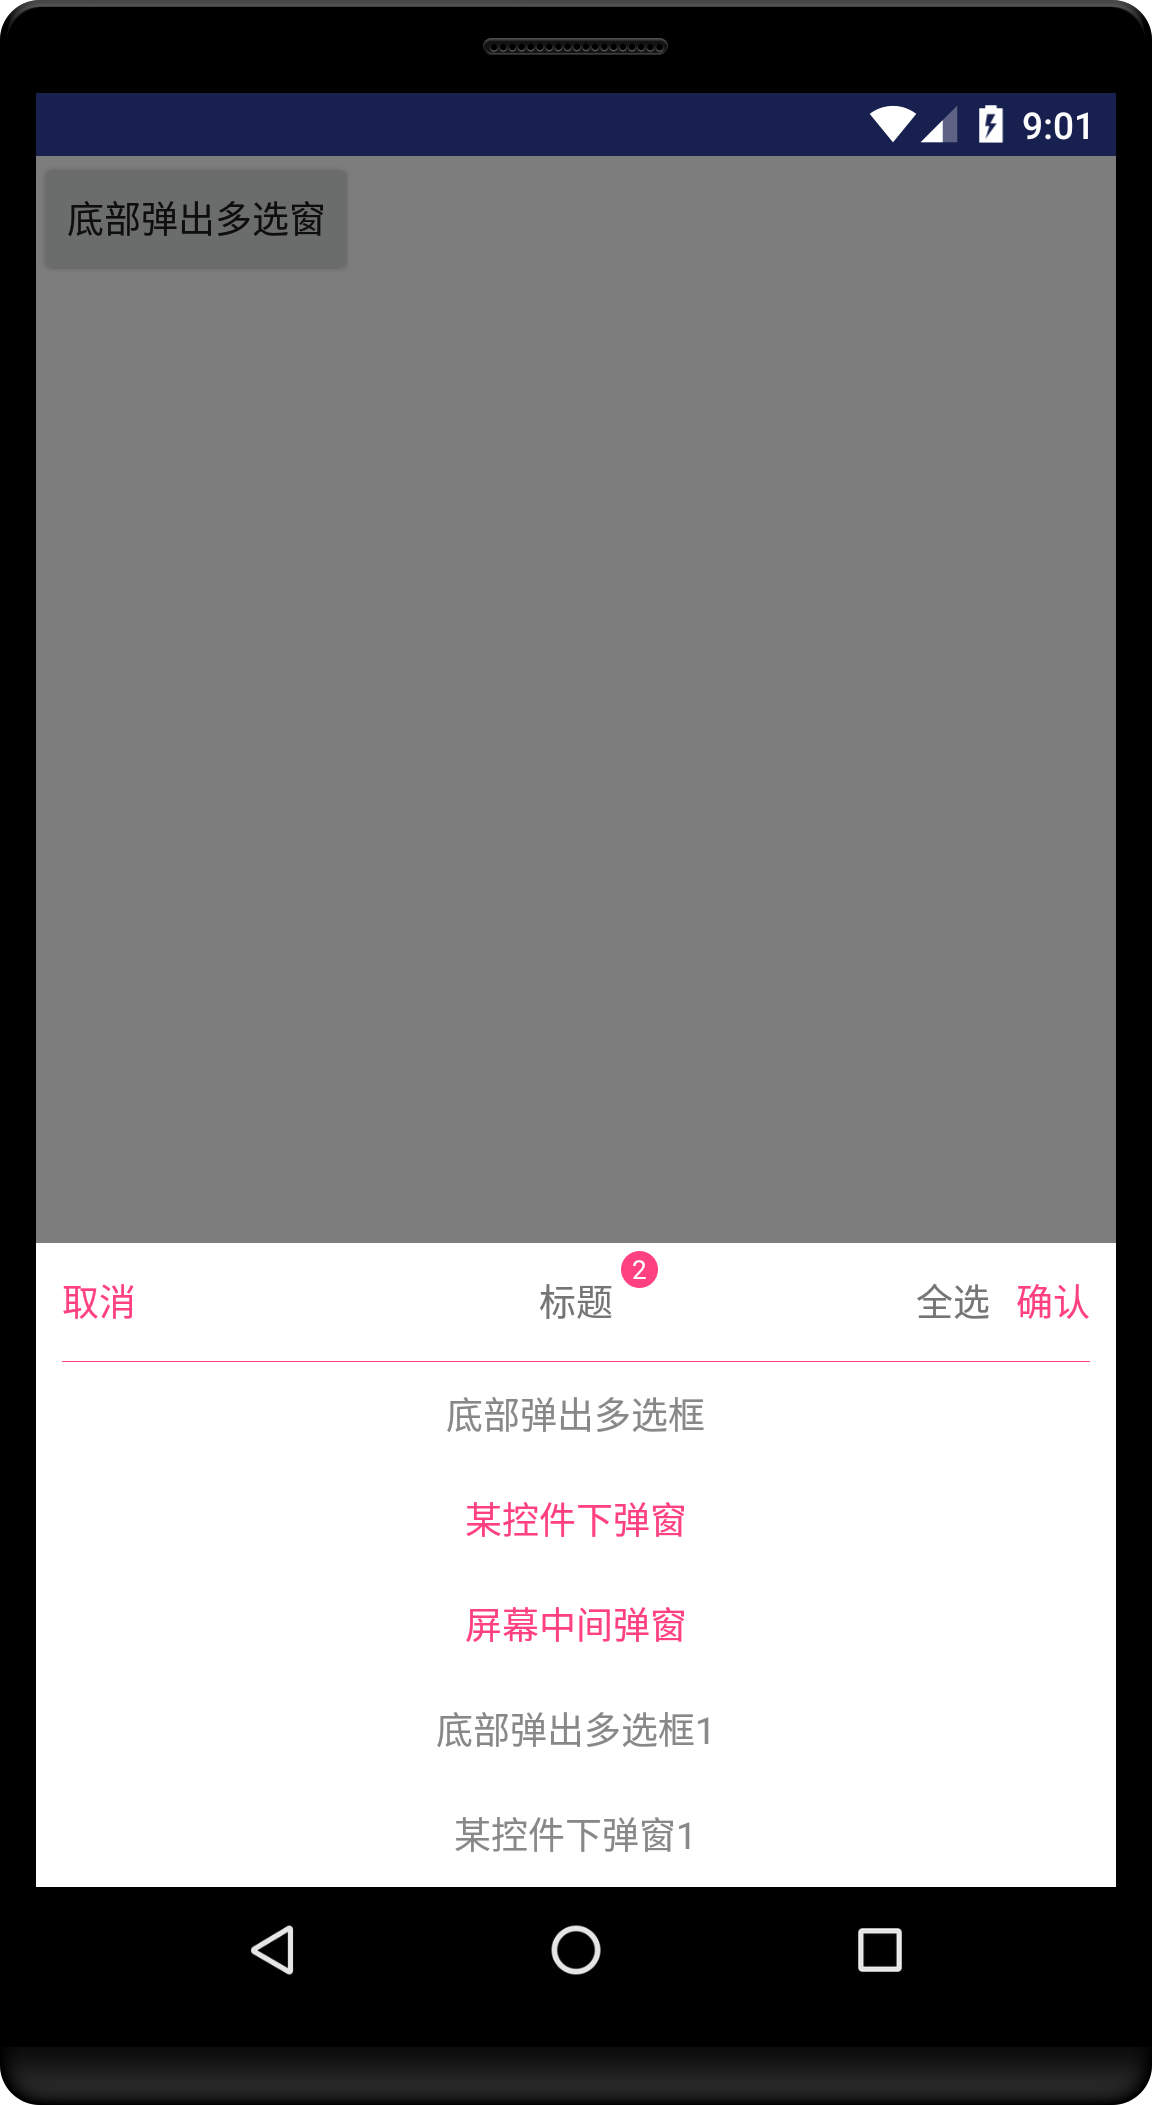 9:01
底部弹出多选窗
取消 标题 2 全选 确认
底部弹出多选框
某控件下弹窗
屏幕中间弹窗
底部弹出多选框1
某控件下弹窗1